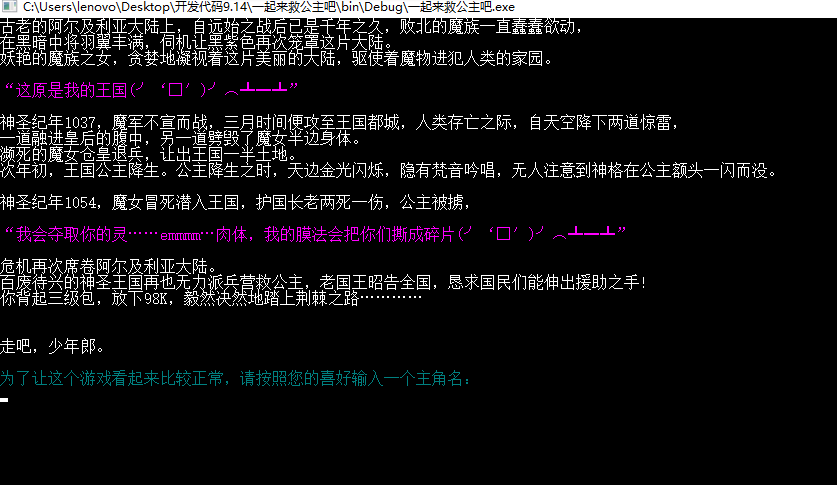 C:\Users\lenovo\Desktop\开发代码9.14\一起来救公主吧\bin\Debug\一起来救公主吧.exe
古老的阿尔及利亚大陆上，自远始之战后已是千年之久，败北的魔族一直蠢蠢欲动，
在黑暗中将羽翼丰满，伺机让黑紫色再次笼罩这片大陆。
妖艳的魔族之女，贪婪地凝视着这片美丽的大陆，驱使着魔物进犯人类的家园。
“这原是我的王国(╯‘□′)╯︵┻━┻”
神圣纪年1037，魔军不宣而战，三月时间便攻至王国都城，人类存亡之际，自天空降下两道惊雷，
一道融进皇后的腹中，另一道劈毁了魔女半边身体。
濒死的魔女仓皇退兵，让出王国一半土地。
次年初，王国公主降生。公主降生之时，天边金光闪烁，隐有梵音吟唱，无人注意到神格在公主额头一闪而没。
神圣纪年1054，魔女冒死潜入王国，护国长老两死一伤，公主被掳，
“我会夺取你的灵……emmmm…肉体，我的膜法会把你们撕成碎片(╯‘□′)╯︵┻━┻”
危机再次席卷阿尔及利亚大陆。
百废待兴的神圣王国再也无力派兵营救公主，老国王昭告全国，恳求国民们能伸出援助之手！
你背起三级包，放下98K，毅然决然地踏上荆棘之路…………
走吧，少年郎。
为了让这个游戏看起来比较正常，请按照您的喜好输入一个主角名：